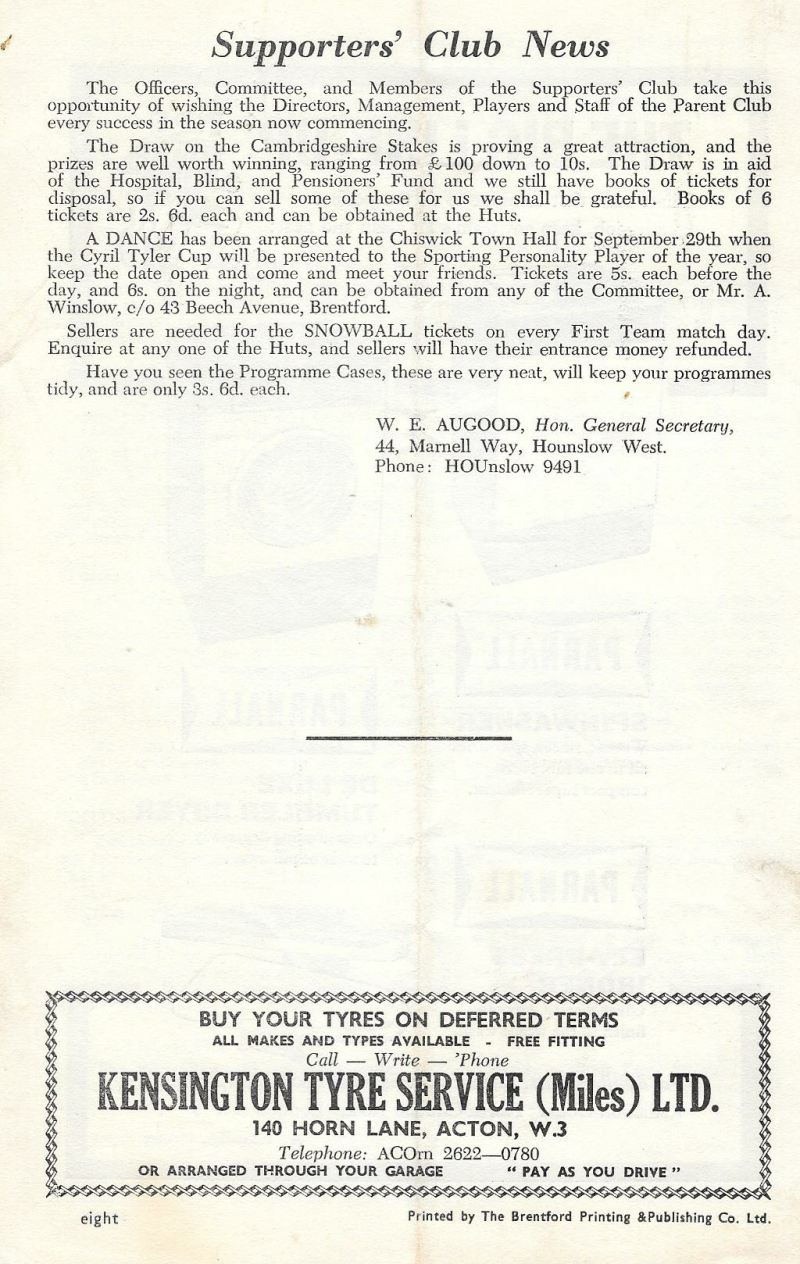 Supporters' Club News
The Officers, Committee, and Members of the Supporters' Club take this
opportunity of wishing the Directors, Management, Players and Staff of the Parent Club
every success in the season now commencing.
The Draw on the Cambridgeshire Stakes is proving a great attraction, and the
prizes are well worth winning, ranging from £100 down to 10s. The Draw is in aid
of the Hospital, Blind, and Pensioners' Fund and we still have books of tickets for
disposal, so if you can sell some of these for us we shall be grateful. Books of 6
tickets are 2s. 6d. each and can be obtained at the Huts.
A DANCE has been arranged at the Chiswick Town Hall for September 29th when
the Cyril Tyler Cup will be presented to the Sporting Personality Player of the year, so
keep the date open and come and meet your friends. Tickets are 5s. each before the
day, and 6s. on the night, and can be obtained from any of the Committee, or Mr. A.
Winslow, c/o 43 Beech Avenue, Brentford.
Sellers are needed for the SNOWBALL tickets on every First Team match day.
Enquire at any one of the Huts, and sellers will have their entrance money refunded.
Have you seen the Programme Cases, these are very neat, will keep your programmes
tidy, and are only 3s. 6d. each.
W. E. AUGOOD, Hon. General Secretary,
44, Marnell Way, Hounslow West.
Phone: HOUnslow 9491
BUY YOUR TYRES ON DEFERRED TERMS
ALL MAKES AND TYPES AVAILABLE - FREE FITTING
Call — Write — 'Phone
KENSINGTON TYRE SERVICE (Miles) LTD.
140 HORN LANE, ACTON, W.3
Telephone: ACOrn 2622—0780
OR ARRANGED THROUGH YOUR GARAGE " PAY AS YOU DRIVE "
eight
Printed by The Brentford Printing &Publishing Co. Ltd.